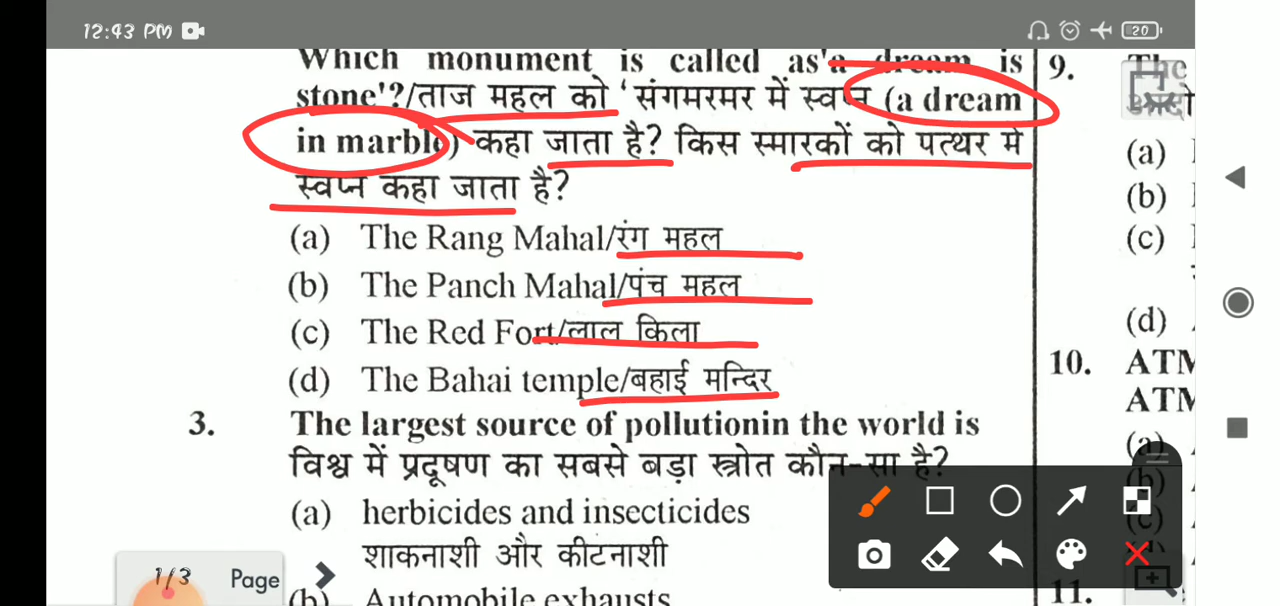 12:43 PM
20
Which monument is called as'a dream is
stone'?/ताज महल को 'संगमरमर में स्वप्न (a dream
in marble) कहा जाता है? किस स्मारकों को पत्थर में
स्वप्न कहा जाता है?
(a) The Rang Mahal/रंग महल
(b) The Panch Mahal/पंच महल
(c) The Red Fort/लाल किला
(d) The Bahai temple/बहाई मन्दिर
3. The largest source of pollutionin the world is
विश्व में प्रदूषण का सबसे बड़ा स्त्रोत कौन-सा है?
(a) herbicides and insecticides
शाकनाशी और कीटनाशी
(b) Automobile exhausts
1/3 Page
9. The
(a)
(b)
(c)
(d)
10. ATM
ATM
(a)
(b)
(c)
11.